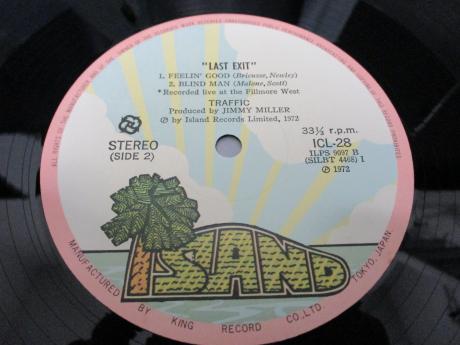 "LAST EXIT"
1. FEELIN' GOOD (Bricusse, Newley)
2. BLIND MAN (Malone, Scott)
*Recorded live at the Fillmore West
TRAFFIC
Produced by JIMMY MILLER
℗ by Island Records Limited, 1972
STEREO
(SIDE 2)
33⅓ r.p.m.
ICL-28
ILPS 9097 B
(SILBT 4468) 1
℗ 1972
ISLAND
MANUFACTURED BY KING RECORD CO., LTD. TOKYO, JAPAN.